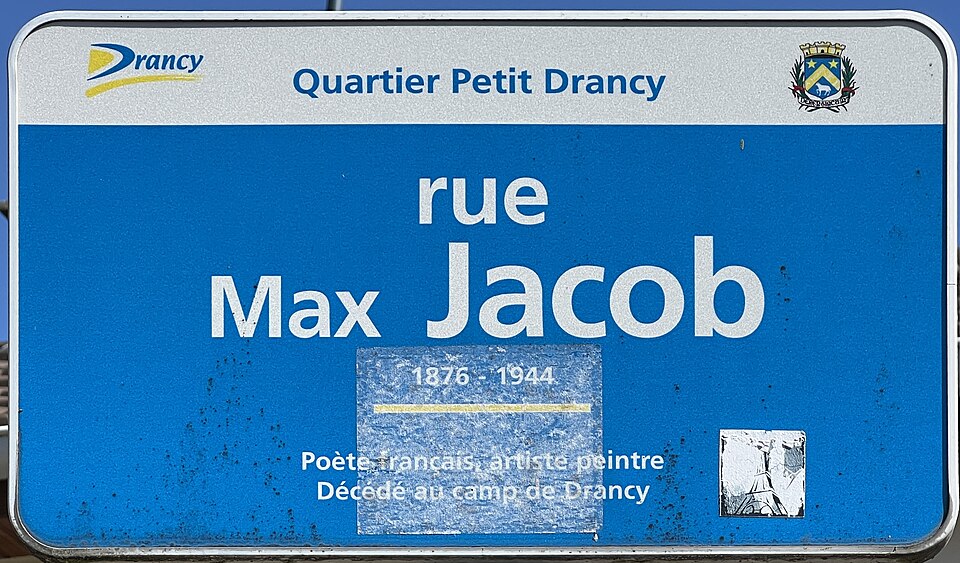 Drancy
Quartier Petit Drancy
rue
Max Jacob
1876 - 1944
Poète français, artiste peintre
Décédé au camp de Drancy